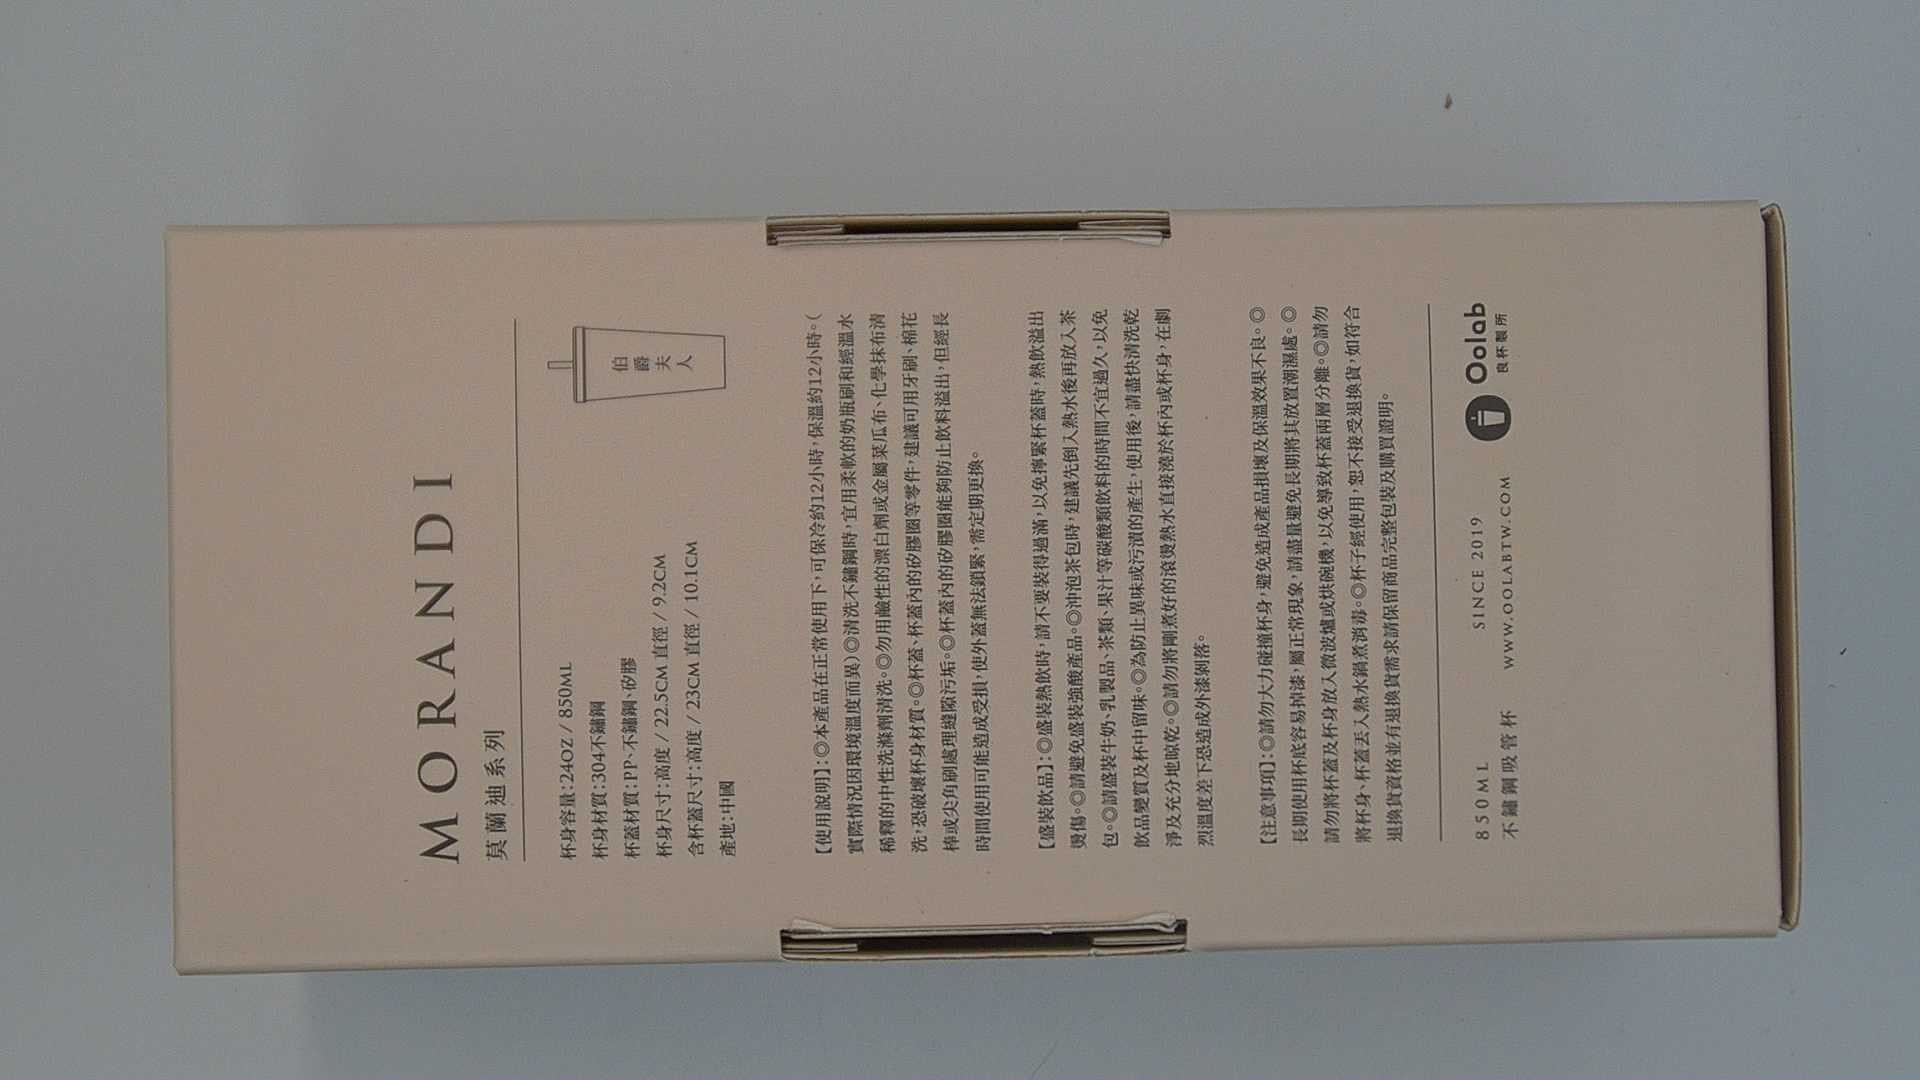 MORANDI
莫蘭迪系列
伯爵夫人
杯身容量:24OZ / 850ML
杯身材質:304不鏽鋼
杯蓋材質:PP、不鏽鋼、矽膠
杯身尺寸:高度 / 22.5CM 直徑 / 9.2CM
含杯蓋尺寸:高度 / 23CM 直徑 / 10.1CM
產地:中國
【使用說明】:◎本產品在正常使用下,可保冷約12小時,保溫約12小時。(
實際情況因環境溫度而異)◎清洗不鏽鋼時,宜用柔軟的奶瓶刷和經溫水
稀釋的中性洗滌劑清洗。◎勿用鹼性的漂白劑或金屬菜瓜布、化學抹布清
洗,恐破壞杯身材質。◎杯蓋、杯蓋內的矽膠圈等零件,建議可用牙刷、棉花
棒或尖角刷處理縫隙污垢。◎杯蓋內的矽膠圈能夠防止飲料溢出,但經長
時間使用可能造成受損,使外蓋無法鎖緊,需定期更換。
【盛裝飲品】:◎盛裝熱飲時,請不要裝得過滿,以免擰緊杯蓋時,熱飲溢出
燙傷。◎請避免盛裝強酸產品。◎沖泡茶包時,建議先倒入熱水後再放入茶
包。◎請盛裝牛奶、乳製品、茶類、果汁等碳酸類飲料的時間不宜過久,以免
飲品變質及杯中留味。◎為防止異味或污漬的產生,使用後,請盡快清洗乾
淨及充分地晾乾。◎請勿將剛煮好的滾燙熱水直接澆於杯內或杯身,在劇
烈溫度差下恐造成外漆剝落。
【注意事項】:◎請勿大力碰撞杯身,避免造成產品損壞及保溫效果不良。◎
長期使用杯底容易掉漆,屬正常現象,請盡量避免長期將其放置潮濕處。◎
請勿將杯蓋及杯身放入微波爐或烘碗機,以免導致杯蓋兩層分離。◎請勿
將杯身、杯蓋丟入熱水鍋煮消毒。◎杯子經使用,恕不接受退換貨,如符合
退換貨資格並有退換貨需求請保留商品完整包裝及購買證明。
850ML
不鏽鋼吸管杯
SINCE 2019
WWW.OOLABTW.COM
Oolab
良杯製所